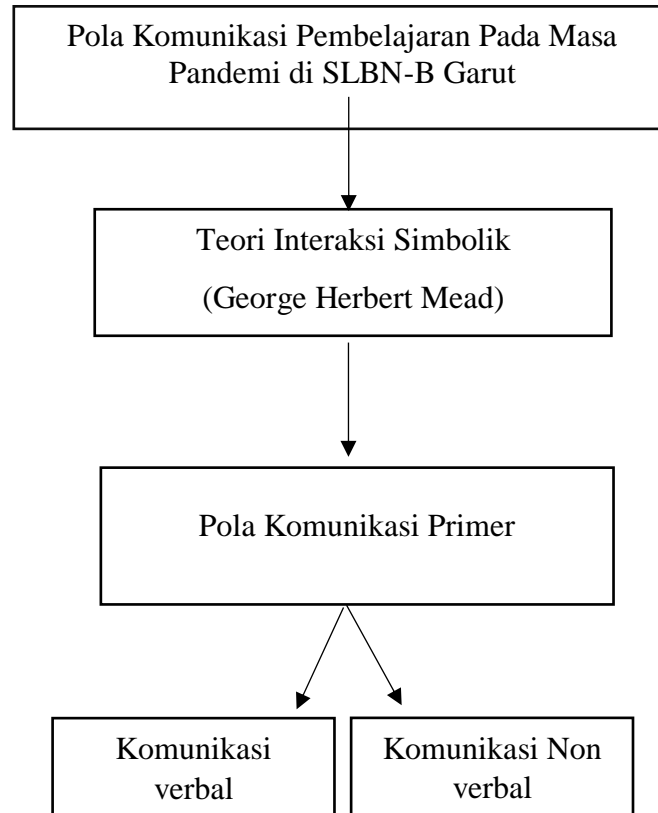 Pola Komunikasi Pembelajaran Pada Masa
Pandemi di SLBN-B Garut
Teori Interaksi Simbolik
(George Herbert Mead)
Pola Komunikasi Primer
Komunikasi
verbal
Komunikasi Non
verbal